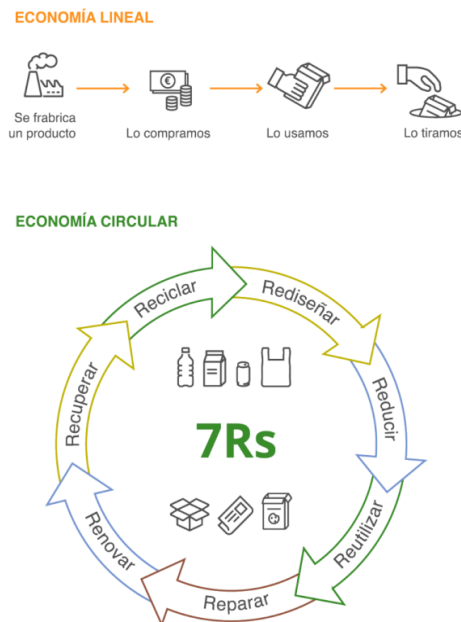 ECONOMÍA LINEAL
Se frabrica
un producto
Lo compramos
Lo usamos
Lo tiramos
ECONOMÍA CIRCULAR
Reciclar
Rediseñar
Reducir
Reutilizar
Reparar
Renovar
Recuperar
7Rs